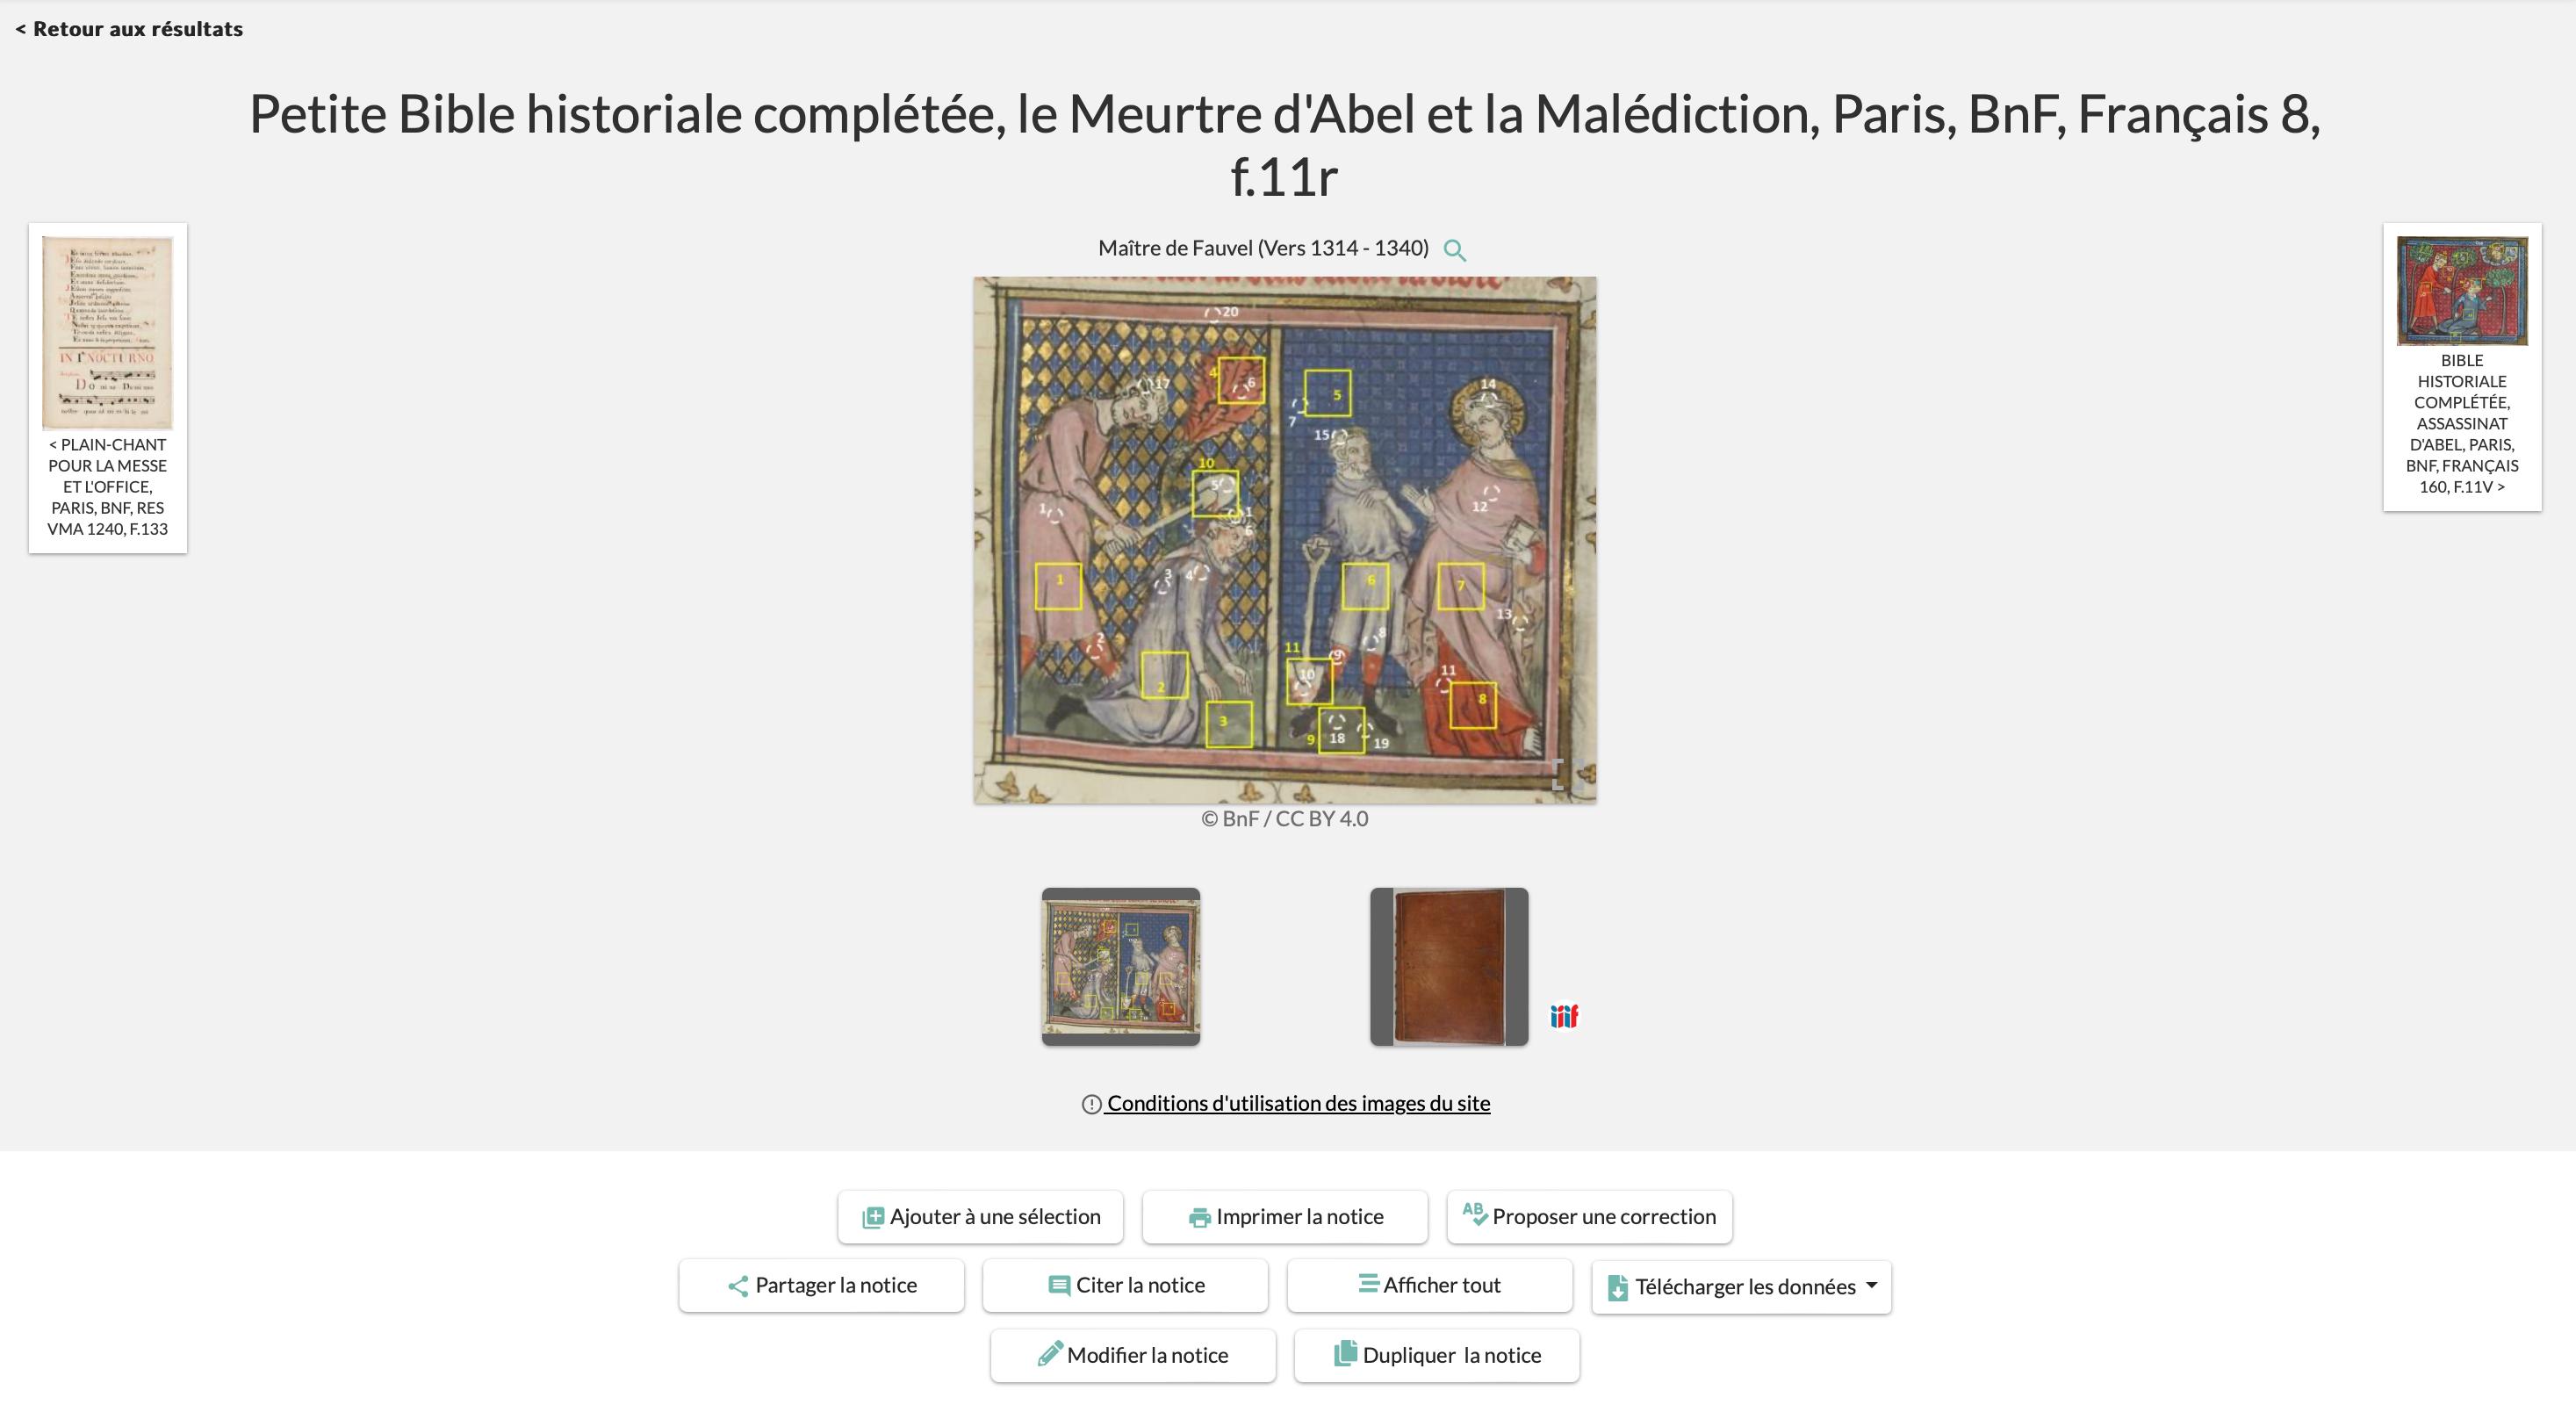 < Retour aux résultats
Petite Bible historiale complétée, le Meurtre d'Abel et la Malédiction, Paris, BnF, Français 8,
f.11r
Maître de Fauvel (Vers 1314 - 1340)
IN Iº NOCTURNO
< PLAIN-CHANT
POUR LA MESSE
ET L'OFFICE,
PARIS, BNF, RES
VMA 1240, F.133
20
4
6
17
5
7
14
15
10
5
1
6
12
1
3
4
1
6
7
13
2
8
11
9
2
10
11
8
3
9
18
19
BIBLE
HISTORIALE
COMPLÉTÉE,
ASSASSINAT
D'ABEL, PARIS,
BNF, FRANÇAIS
160, F.11V >
© BnF / CC BY 4.0
iiif
Conditions d'utilisation des images du site
Ajouter à une sélection
Imprimer la notice
AB
Proposer une correction
Partager la notice
Citer la notice
Afficher tout
Télécharger les données
Modifier la notice
Dupliquer la notice